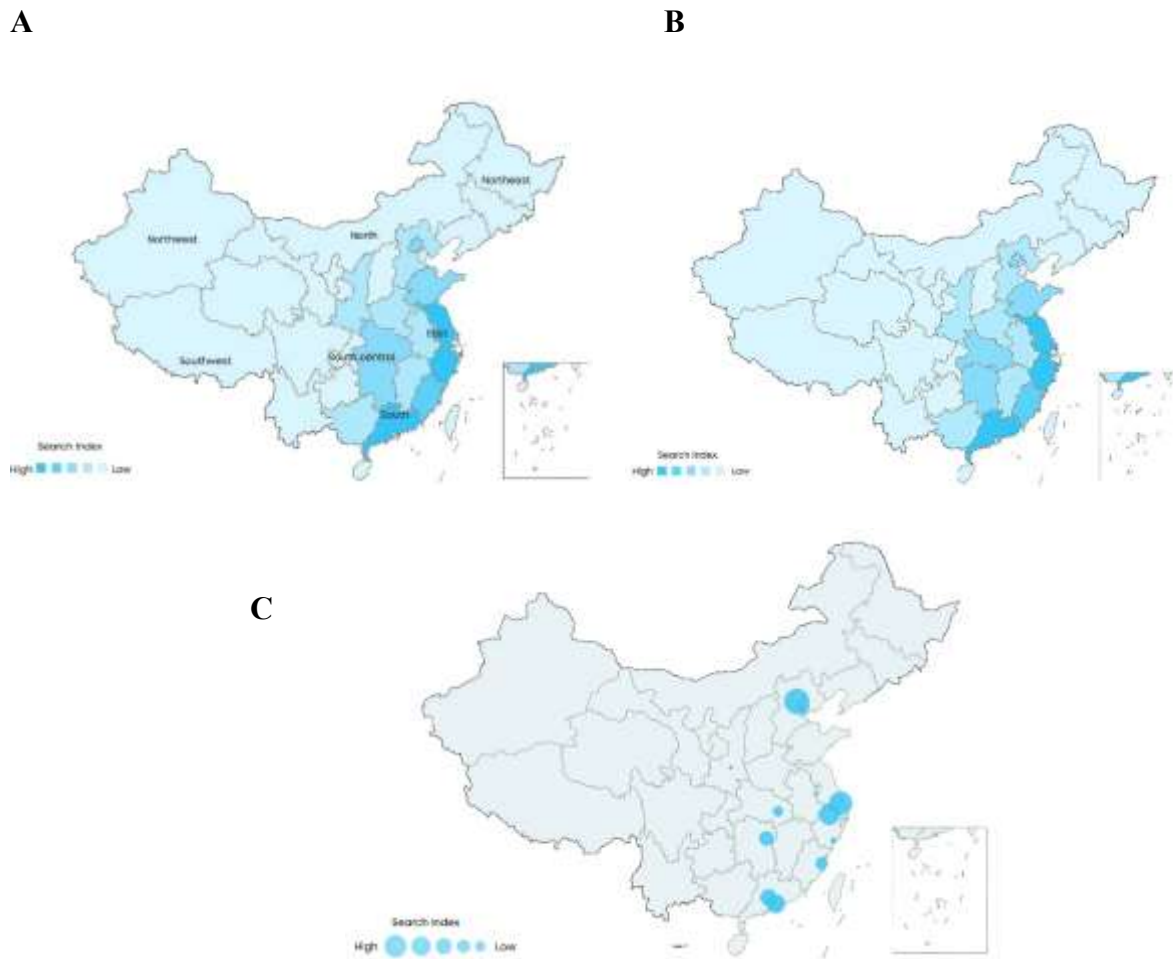 A
B
Northeast
North
Northwest
East
Southwest
South central
South
Search Index
High Low
Search Index
High Low
C
Search Index
High Low